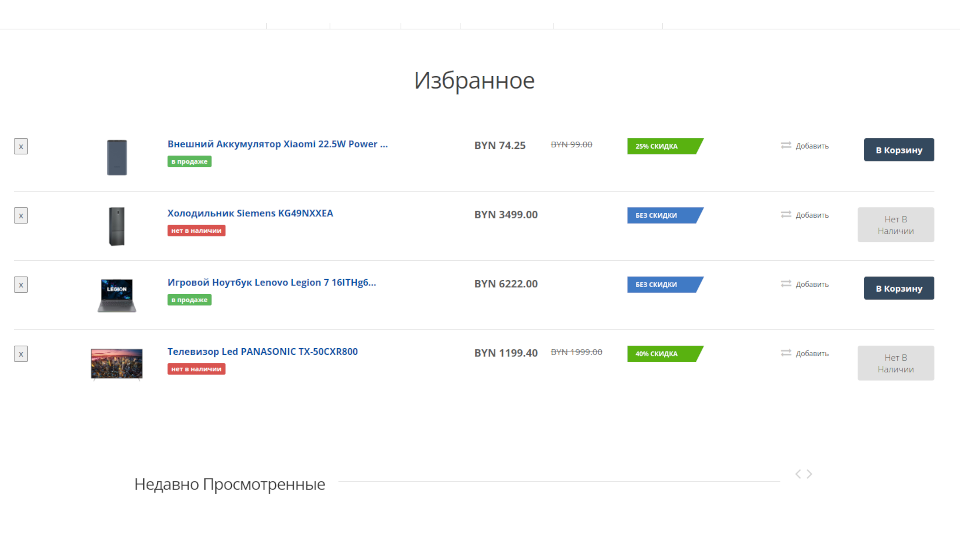 Избранное
x
Внешний Аккумулятор Xiaomi 22.5W Power ...
в продаже
BYN 74.25
BYN 99.00
25% СКИДКА
Добавить
В Корзину
x
Холодильник Siemens KG49NXXEA
нет в наличии
BYN 3499.00
БЕЗ СКИДКИ
Добавить
Нет В
Наличии
x
Игровой Ноутбук Lenovo Legion 7 16ITHg6...
в продаже
BYN 6222.00
БЕЗ СКИДКИ
Добавить
В Корзину
LEGION
x
Телевизор Led PANASONIC TX-50CXR800
нет в наличии
BYN 1199.40
BYN 1999.00
40% СКИДКА
Добавить
Нет В
Наличии
Недавно Просмотренные